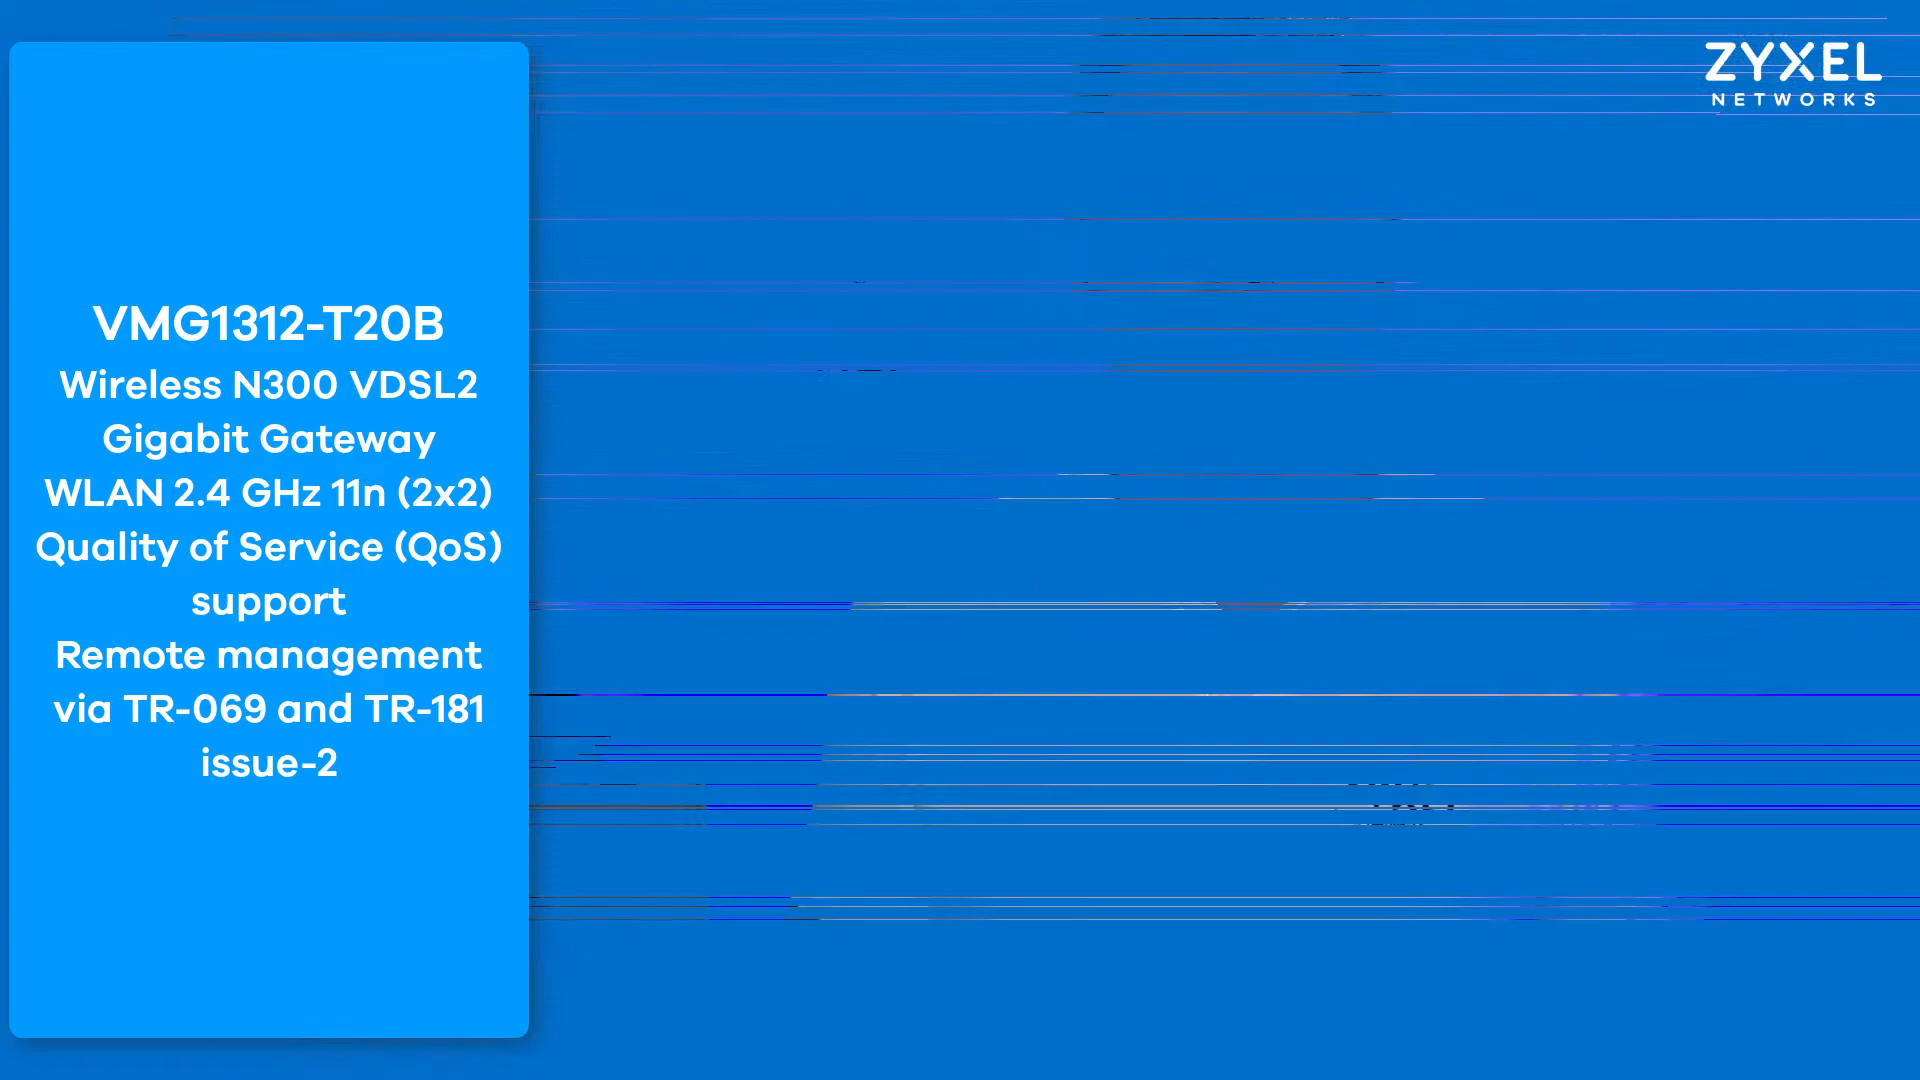 ZYXEL
NETWORKS
VMG1312-T20B
Wireless N300 VDSL2
Gigabit Gateway
WLAN 2.4 GHz 11n (2x2)
Quality of Service (QoS)
support
Remote management
via TR-069 and TR-181
issue-2